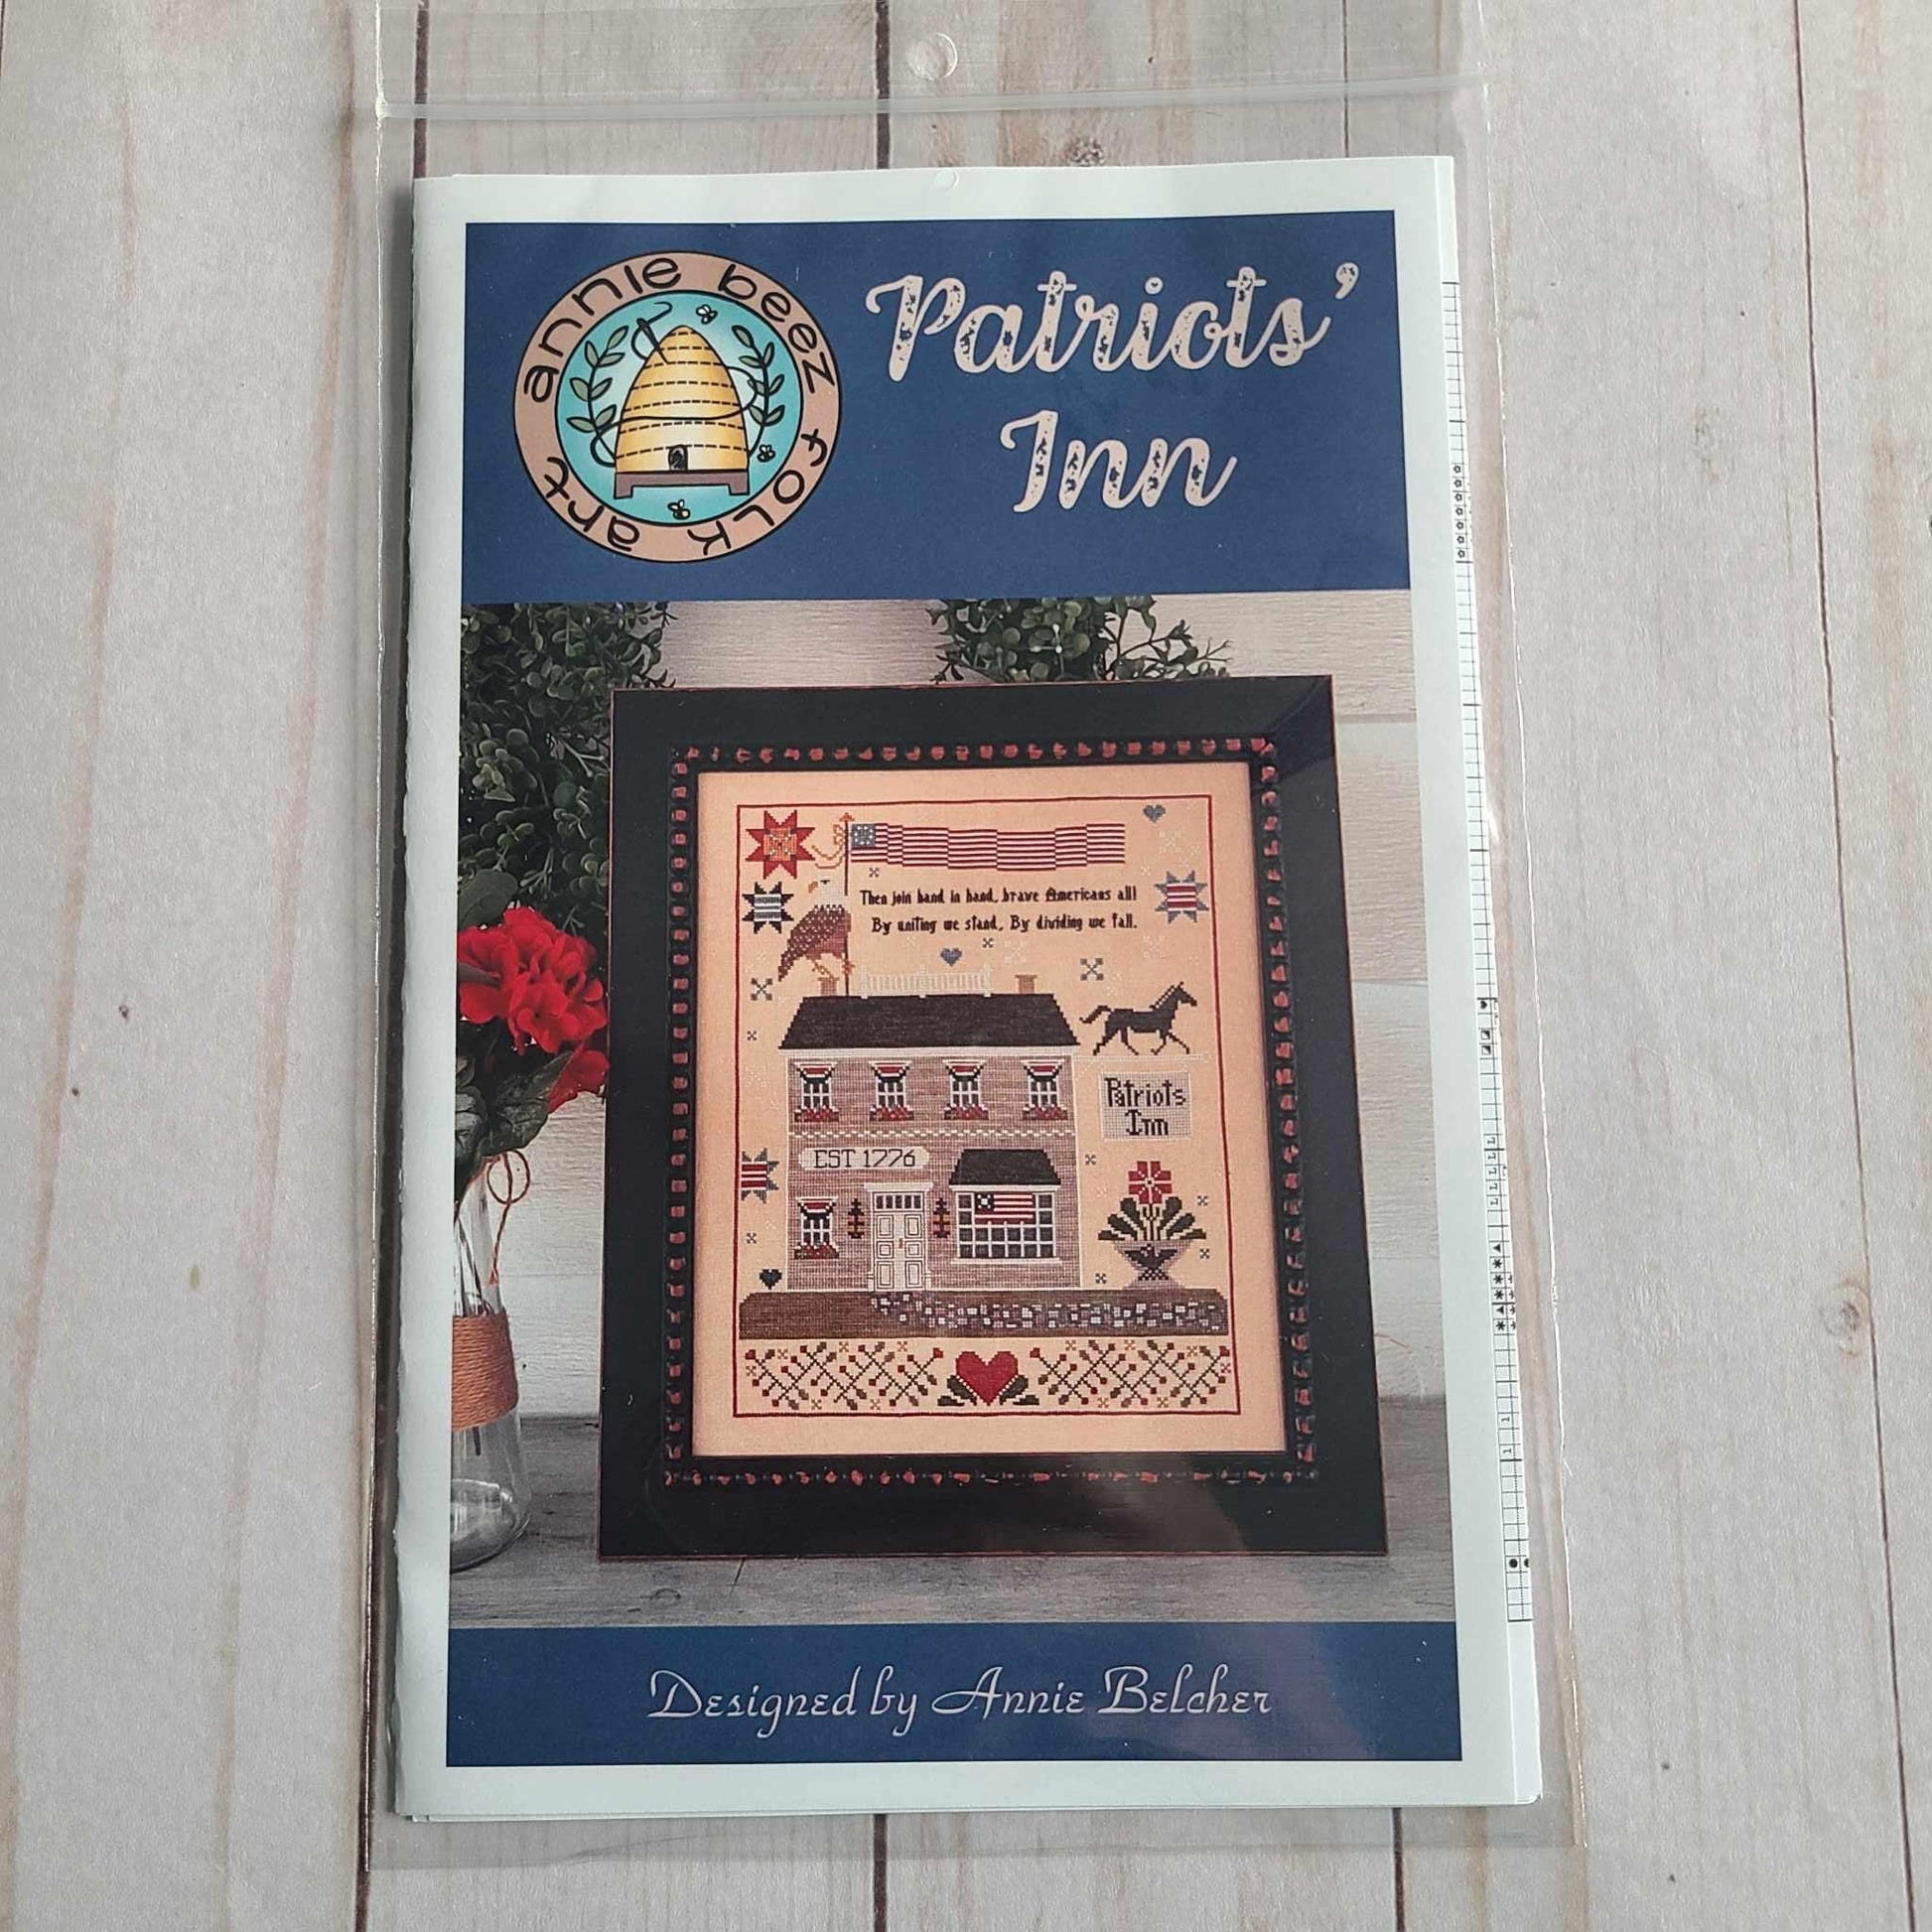 annie beez folk art
Patriots'
Inn
Then join hand in hand, brave Americans all!
By uniting we stand, By dividing we fall.
Patriots
Inn
EST 1776
Designed by Annie Belcher